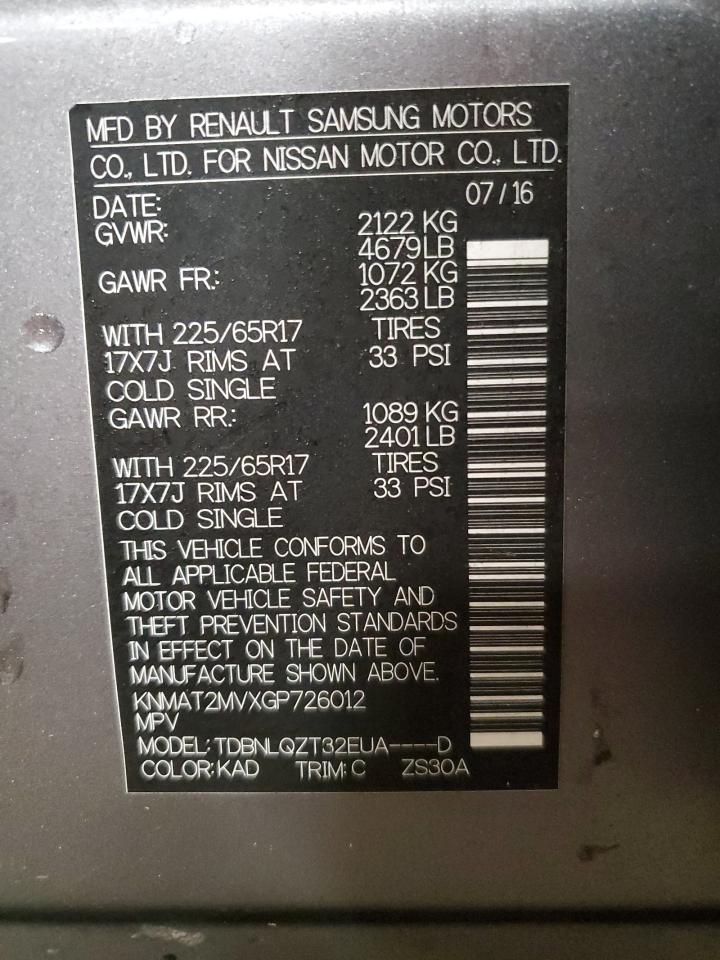 MFD BY RENAULT SAMSUNG MOTORS
CO., LTD. FOR NISSAN MOTOR CO., LTD.
DATE: 07/16
GVWR: 2122 KG
4679 LB
GAWR FR.: 1072 KG
2363 LB
WITH 225/65R17 TIRES
17X7J RIMS AT 33 PSI
COLD SINGLE
GAWR RR.: 1089 KG
2401 LB
WITH 225/65R17 TIRES
17X7J RIMS AT 33 PSI
COLD SINGLE
THIS VEHICLE CONFORMS TO
ALL APPLICABLE FEDERAL
MOTOR VEHICLE SAFETY AND
THEFT PREVENTION STANDARDS
IN EFFECT ON THE DATE OF
MANUFACTURE SHOWN ABOVE.
KNMAT2MVXGP726012
MPV
MODEL: TDBNLQZT32EUA----D
COLOR: KAD TRIM: C ZS30A